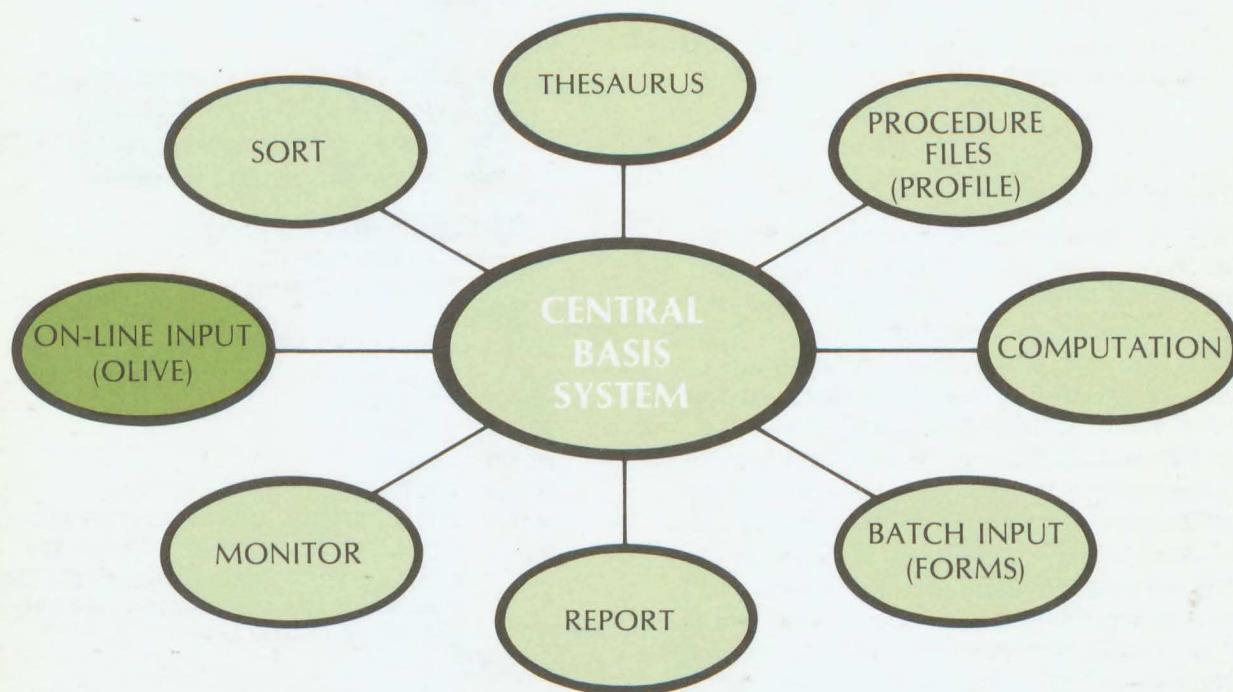 THESAURUS
SORT
PROCEDURE
FILES
(PROFILE)
ON-LINE INPUT
(OLIVE)
CENTRAL
BASIS
SYSTEM
COMPUTATION
MONITOR
BATCH INPUT
(FORMS)
REPORT